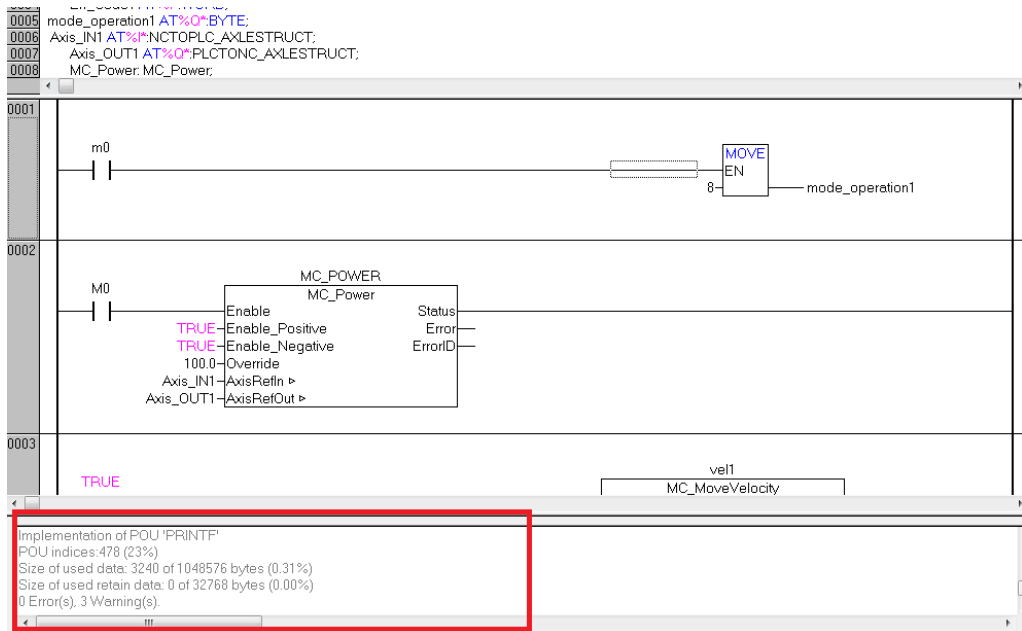 0005 mode_operation1 AT%Q*:BYTE;
0006 Axis_IN1 AT%I*:NCTOPLC_AXLESTRUCT;
0007 Axis_OUT1 AT%Q*:PLCTONC_AXLESTRUCT;
0008 MC_Power: MC_Power;
0001
m0
MOVE
EN
8
mode_operation1
0002
MC_POWER
M0
MC_Power
Enable Status
TRUE Enable_Positive Error
TRUE Enable_Negative ErrorID
100.0 Override
Axis_IN1 AxisRefIn
Axis_OUT1 AxisRefOut
0003
vel1
TRUE
MC_MoveVelocity
Implementation of POU 'PRINTF'
POU indices:478 (23%)
Size of used data: 3240 of 1048576 bytes (0.31%)
Size of used retain data: 0 of 32768 bytes (0.00%)
0 Error(s), 3 Warning(s).